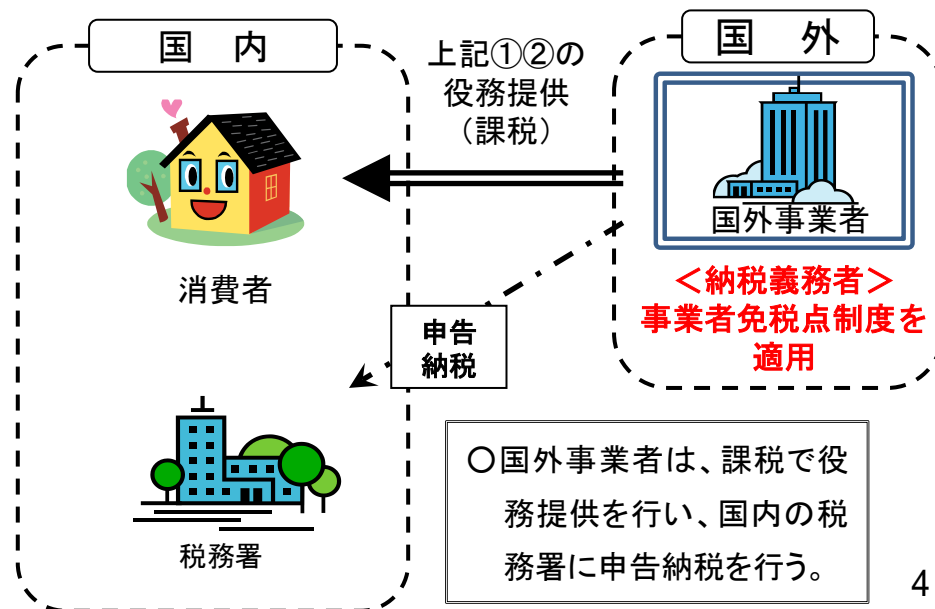 国　内
上記①②の
役務提供
（課税）
国　外
国外事業者
＜納税義務者＞
事業者免税点制度を
適用
消費者
申告
納税
税務署
○国外事業者は、課税で役
務提供を行い、国内の税
務署に申告納税を行う。
4